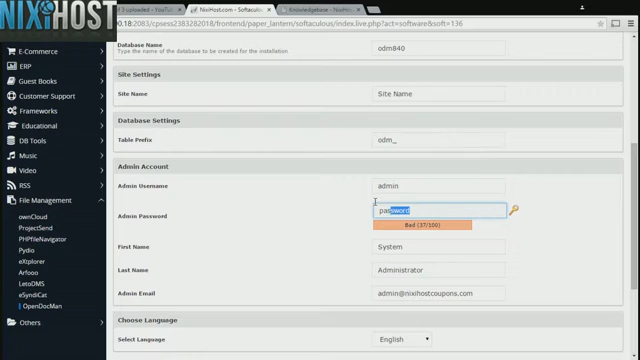 NIXIHOST
3 uploaded - YouTu
NixiHost.com - Softaculou
Knowledgebase - NixiHos
00.18:2083/cpsess2383282018/frontend/paper_lantern/softaculous/index.live.php?act=software&soft=136
E-Commerce
ERP
Guest Books
Customer Support
Frameworks
Educational
DB Tools
Music
Video
RSS
File Management
ownCloud
ProjectSend
PHPfileNavigator
Pydio
eXtplorer
Arfooo
LetoDMS
eSyndiCat
OpenDocMan
Others
Database Name
Type the name of the database to be created for the installation
odm840
Site Settings
Site Name
Site Name
Database Settings
Table Prefix
odm_
Admin Account
Admin Username
admin
Admin Password
password
Bad (37/100)
First Name
System
Last Name
Administrator
Admin Email
admin@nixihostcoupons.com
Choose Language
Select Language
English